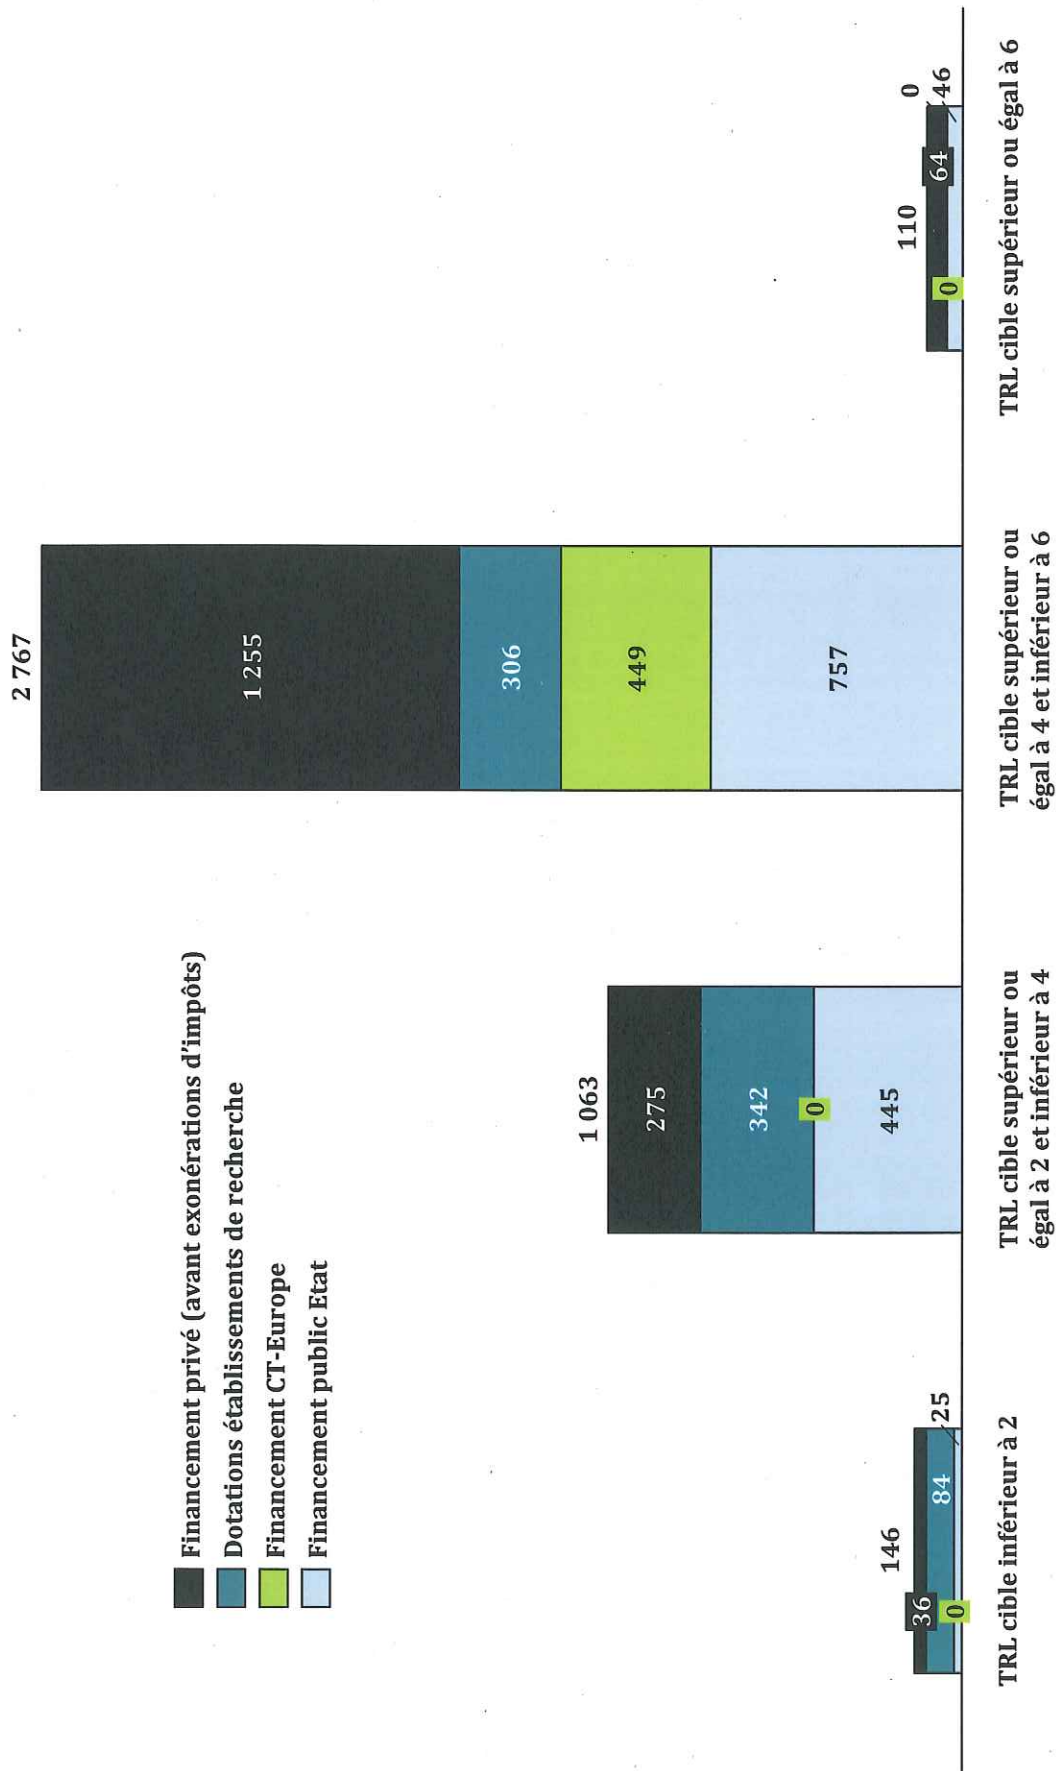 Financement privé (avant exonérations d'impôts)
Dotations établissements de recherche
Financement CT-Europe
Financement public Etat
146
36
84
0
25
TRL cible inférieur à 2
1 063
275
342
0
445
TRL cible supérieur ou
égal à 2 et inférieur à 4
2 767
1 255
306
449
757
TRL cible supérieur ou
égal à 4 et inférieur à 6
110
0
64
0
46
TRL cible supérieur ou égal à 6